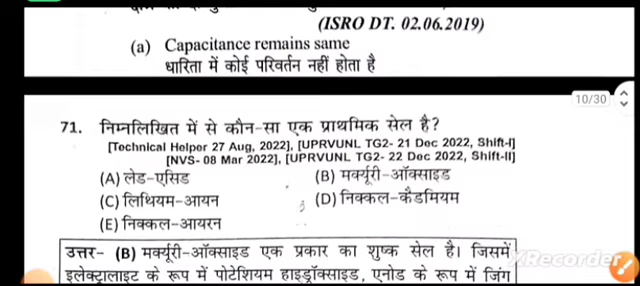 (ISRO DT. 02.06.2019)
(a) Capacitance remains same
धारिता में कोई परिवर्तन नहीं होता है
10/30
71. निम्नलिखित में से कौन-सा एक प्राथमिक सेल है?
[Technical Helper 27 Aug, 2022], [UPRVUNL TG2- 21 Dec 2022, Shift-I]
[NVS- 08 Mar 2022], [UPRVUNL TG2- 22 Dec 2022, Shift-II]
(A) लेड-एसिड (B) मर्क्यूरी-ऑक्साइड
(C) लिथियम-आयन (D) निक्कल-कैडमियम
(E) निक्कल-आयरन
उत्तर- (B) मर्क्यूरी-ऑक्साइड एक प्रकार का शुष्क सेल है। जिसमें
XRecorder
इलेक्ट्रोलाइट के रूप में पोटेशियम हाइड्रॉक्साइड, एनोड के रूप में जिंग